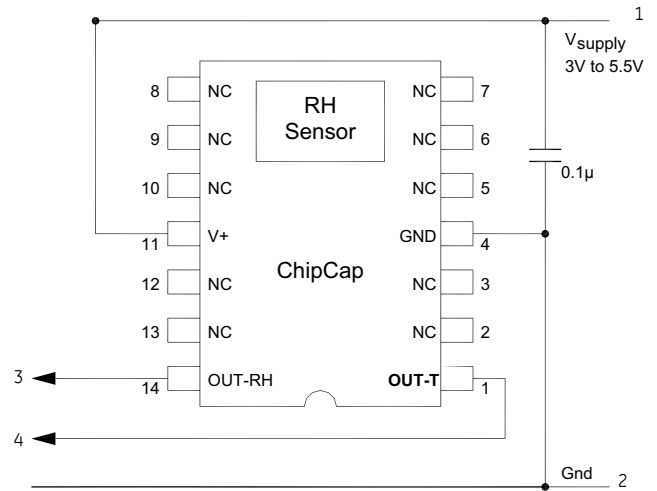 1
Vsupply
3V to 5.5V
8 NC
RH
Sensor
NC 7
9 NC
NC 6
10 NC
NC 5
0.1µ
11 V+
GND 4
ChipCap
12 NC
NC 3
13 NC
NC 2
3
14 OUT-RH
OUT-T 1
4
Gnd 2